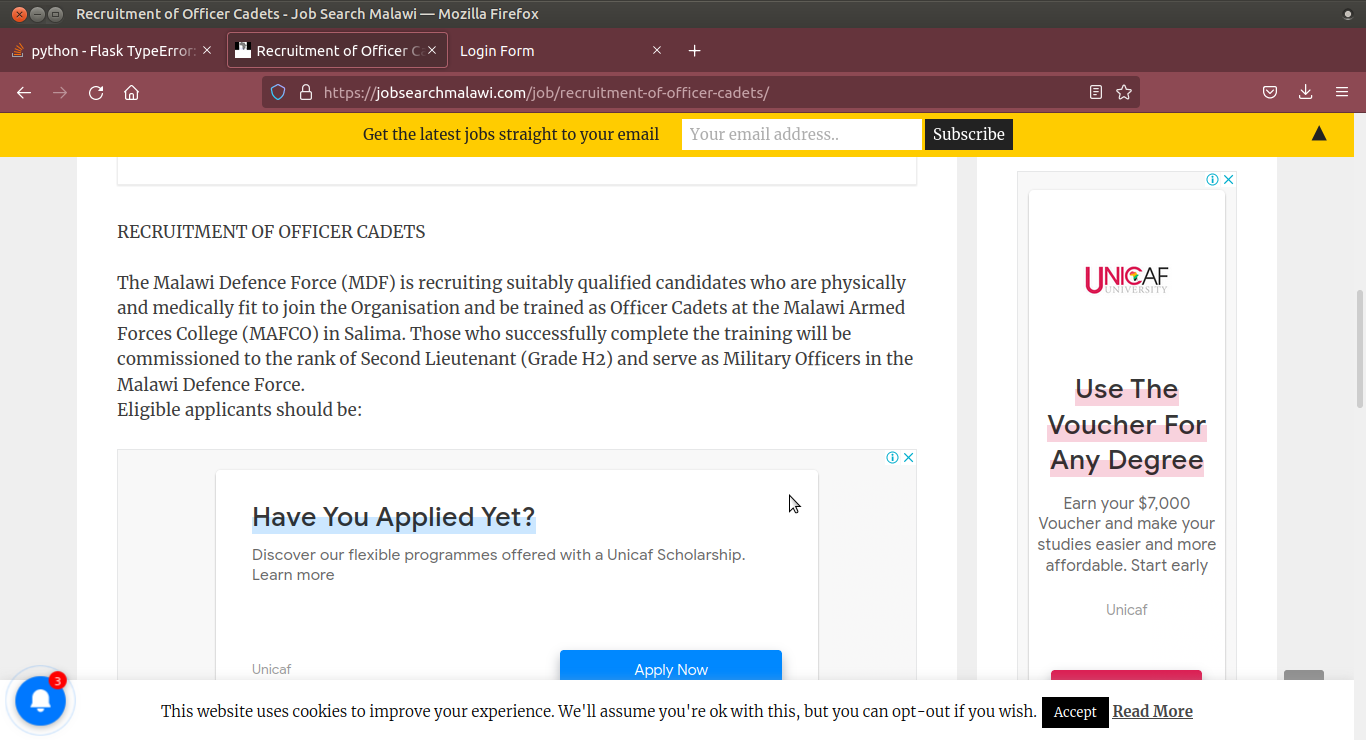 Recruitment of Officer Cadets - Job Search Malawi — Mozilla Firefox
python - Flask TypeError:
Recruitment of Officer C
Login Form
https://jobsearchmalawi.com/job/recruitment-of-officer-cadets/
Get the latest jobs straight to your email
Your email address..
Subscribe
▲
RECRUITMENT OF OFFICER CADETS
The Malawi Defence Force (MDF) is recruiting suitably qualified candidates who are physically
and medically fit to join the Organisation and be trained as Officer Cadets at the Malawi Armed
Forces College (MAFCO) in Salima. Those who successfully complete the training will be
commissioned to the rank of Second Lieutenant (Grade H2) and serve as Military Officers in the
Malawi Defence Force.
Eligible applicants should be:
Have You Applied Yet?
Discover our flexible programmes offered with a Unicaf Scholarship.
Learn more
Unicaf
Apply Now
UNICAF
UNIVERSITY
Use The
Voucher For
Any Degree
Earn your $7,000
Voucher and make your
studies easier and more
affordable. Start early
Unicaf
3
This website uses cookies to improve your experience. We'll assume you're ok with this, but you can opt-out if you wish.
Accept
Read More